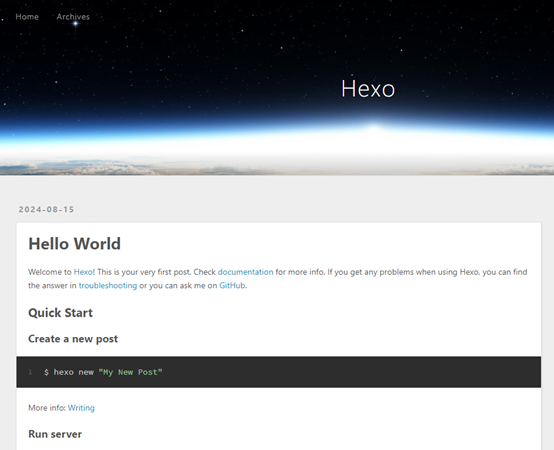 Home Archives
Hexo
2024-08-15
Hello World
Welcome to Hexo! This is your very first post. Check documentation for more info. If you get any problems when using Hexo, you can find
the answer in troubleshooting or you can ask me on GitHub.
Quick Start
Create a new post
1 $ hexo new "My New Post"
More info: Writing
Run server